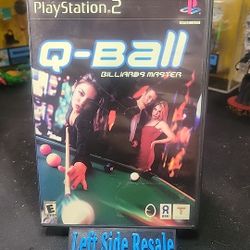 PlayStation 2
Q-BALL
BILLIARDS MASTER
E
Left Side Resale